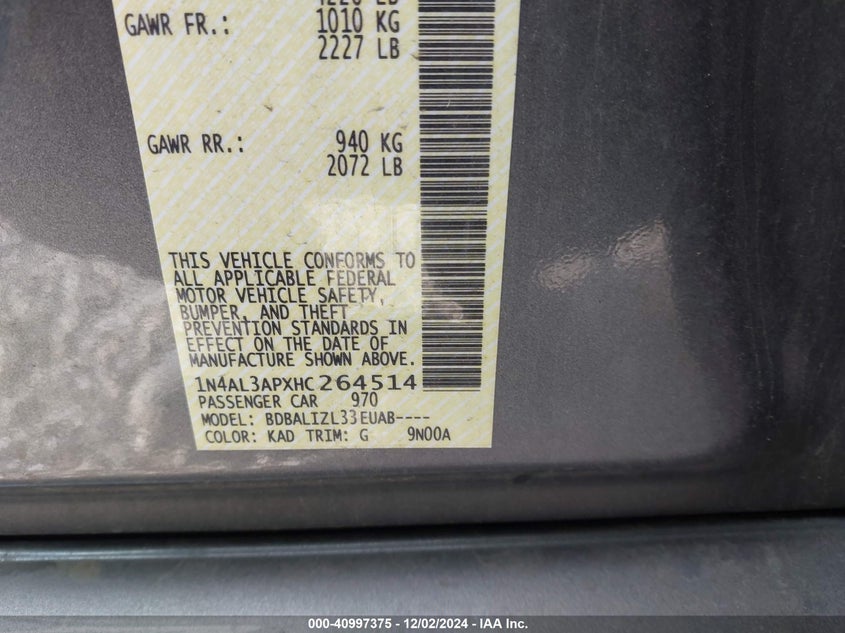 GAWR FR.: 1010 KG
2227 LB
GAWR RR.: 940 KG
2072 LB
THIS VEHICLE CONFORMS TO
ALL APPLICABLE FEDERAL
MOTOR VEHICLE SAFETY,
BUMPER, AND THEFT
PREVENTION STANDARDS IN
EFFECT ON THE DATE OF
MANUFACTURE SHOWN ABOVE.
1N4AL3APXHC264514
PASSENGER CAR 970
MODEL: BDBALIZL33EUAB----
COLOR: KAD TRIM: G 9N00A
000-40997375 - 12/02/2024 - IAA Inc.